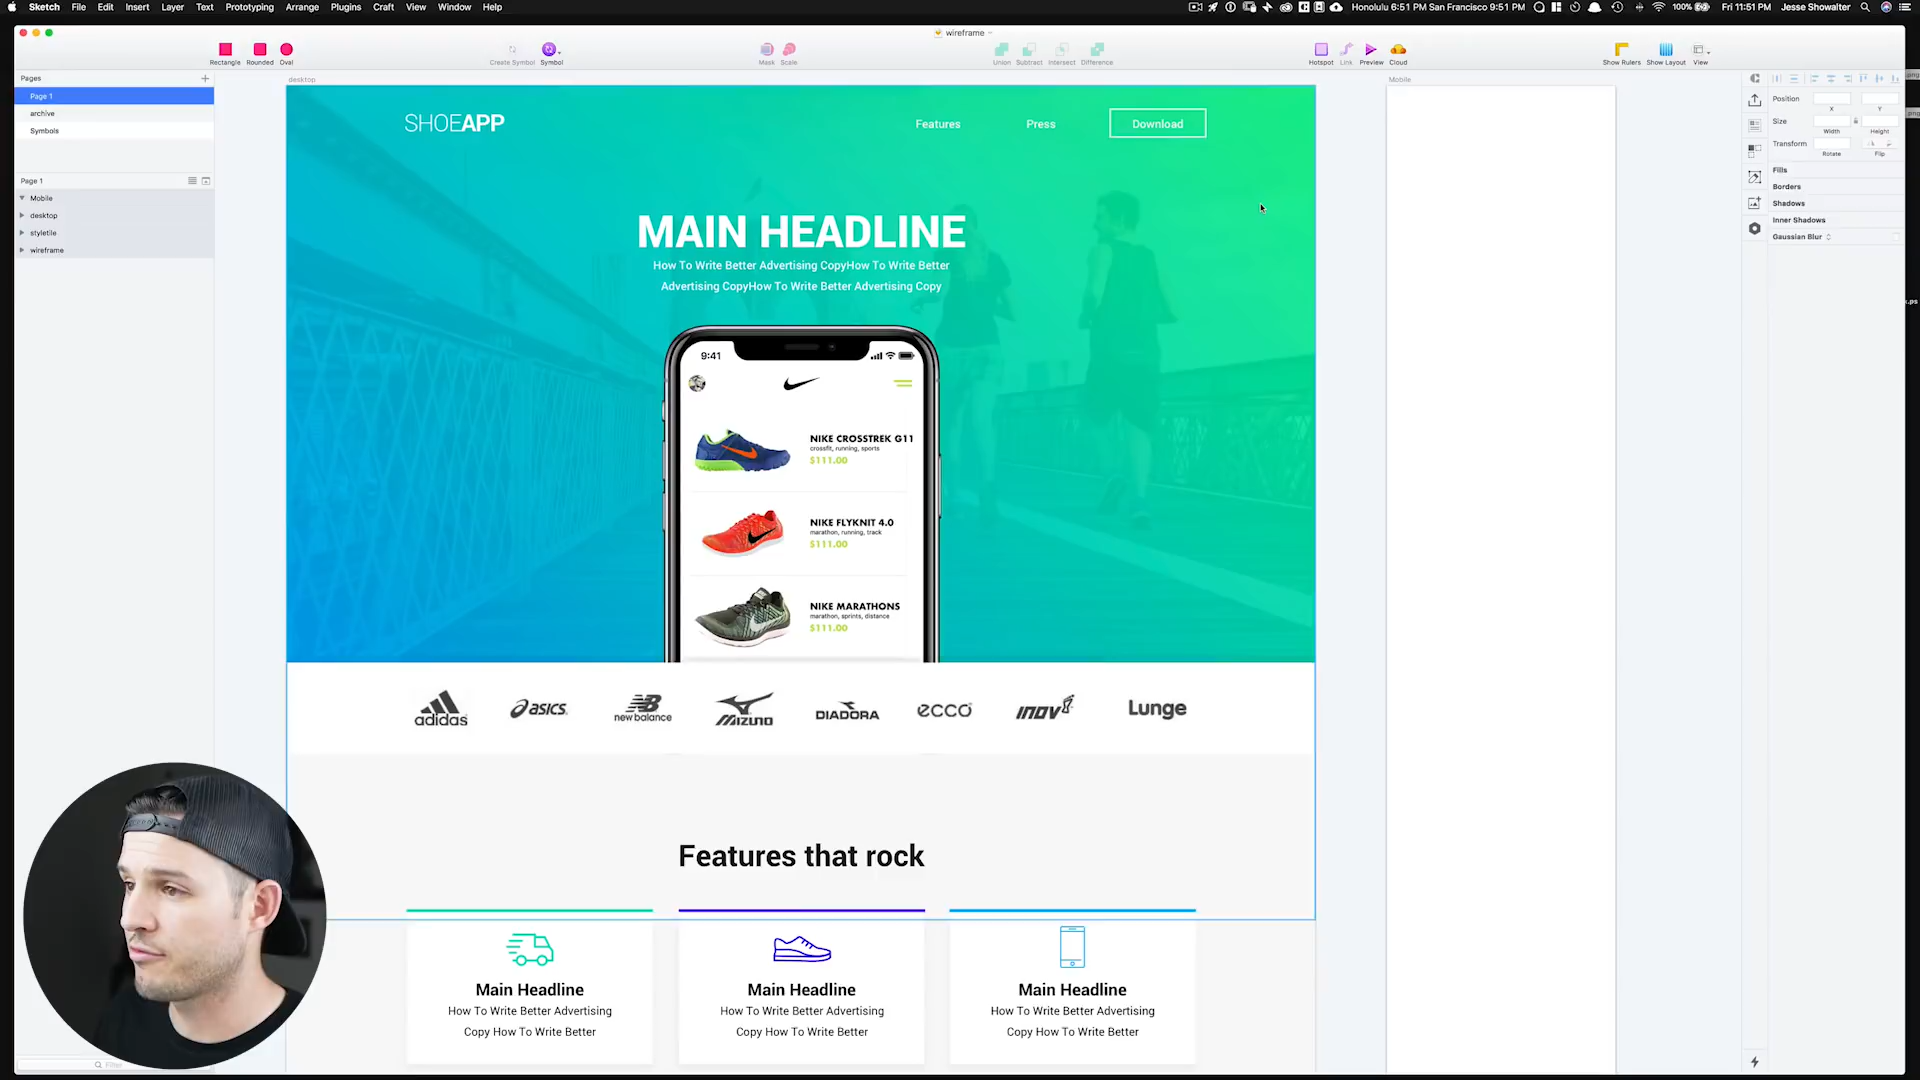 Sketch File Edit Insert Layer Text Prototyping Arrange Plugins Craft View Window Help
Honolulu 6:51 PM San Francisco 9:51 PM 100% Fri 11:51 PM Jesse Showalter
wireframe
Rectangle Rounded Oval Create Symbol Symbol Mask Scale Union Subtract Intersect Difference Hotspot Link Preview Cloud Show Rulers Show Layout View
Pages
Page 1
archive
Symbols
Page 1
Mobile
desktop
styletile
wireframe
Filter
desktop
Mobile
SHOEAPP
Features
Press
Download
MAIN HEADLINE
How To Write Better Advertising CopyHow To Write Better
Advertising CopyHow To Write Better Advertising Copy
9:41
NIKE CROSSTREK G11
crossfit, running, sports
$111.00
NIKE FLYKNIT 4.0
marathon, running, track
$111.00
NIKE MARATHONS
marathon, sprints, distance
$111.00
adidas
asics
new balance
MIZUNO
DIADORA
ecco
inov
Lunge
Features that rock
Main Headline
How To Write Better Advertising
Copy How To Write Better
Main Headline
How To Write Better Advertising
Copy How To Write Better
Main Headline
How To Write Better Advertising
Copy How To Write Better
Position
X Y
Size
Width Height
Transform
Rotate Flip
Fills
Borders
Shadows
Inner Shadows
Gaussian Blur
.png
.png